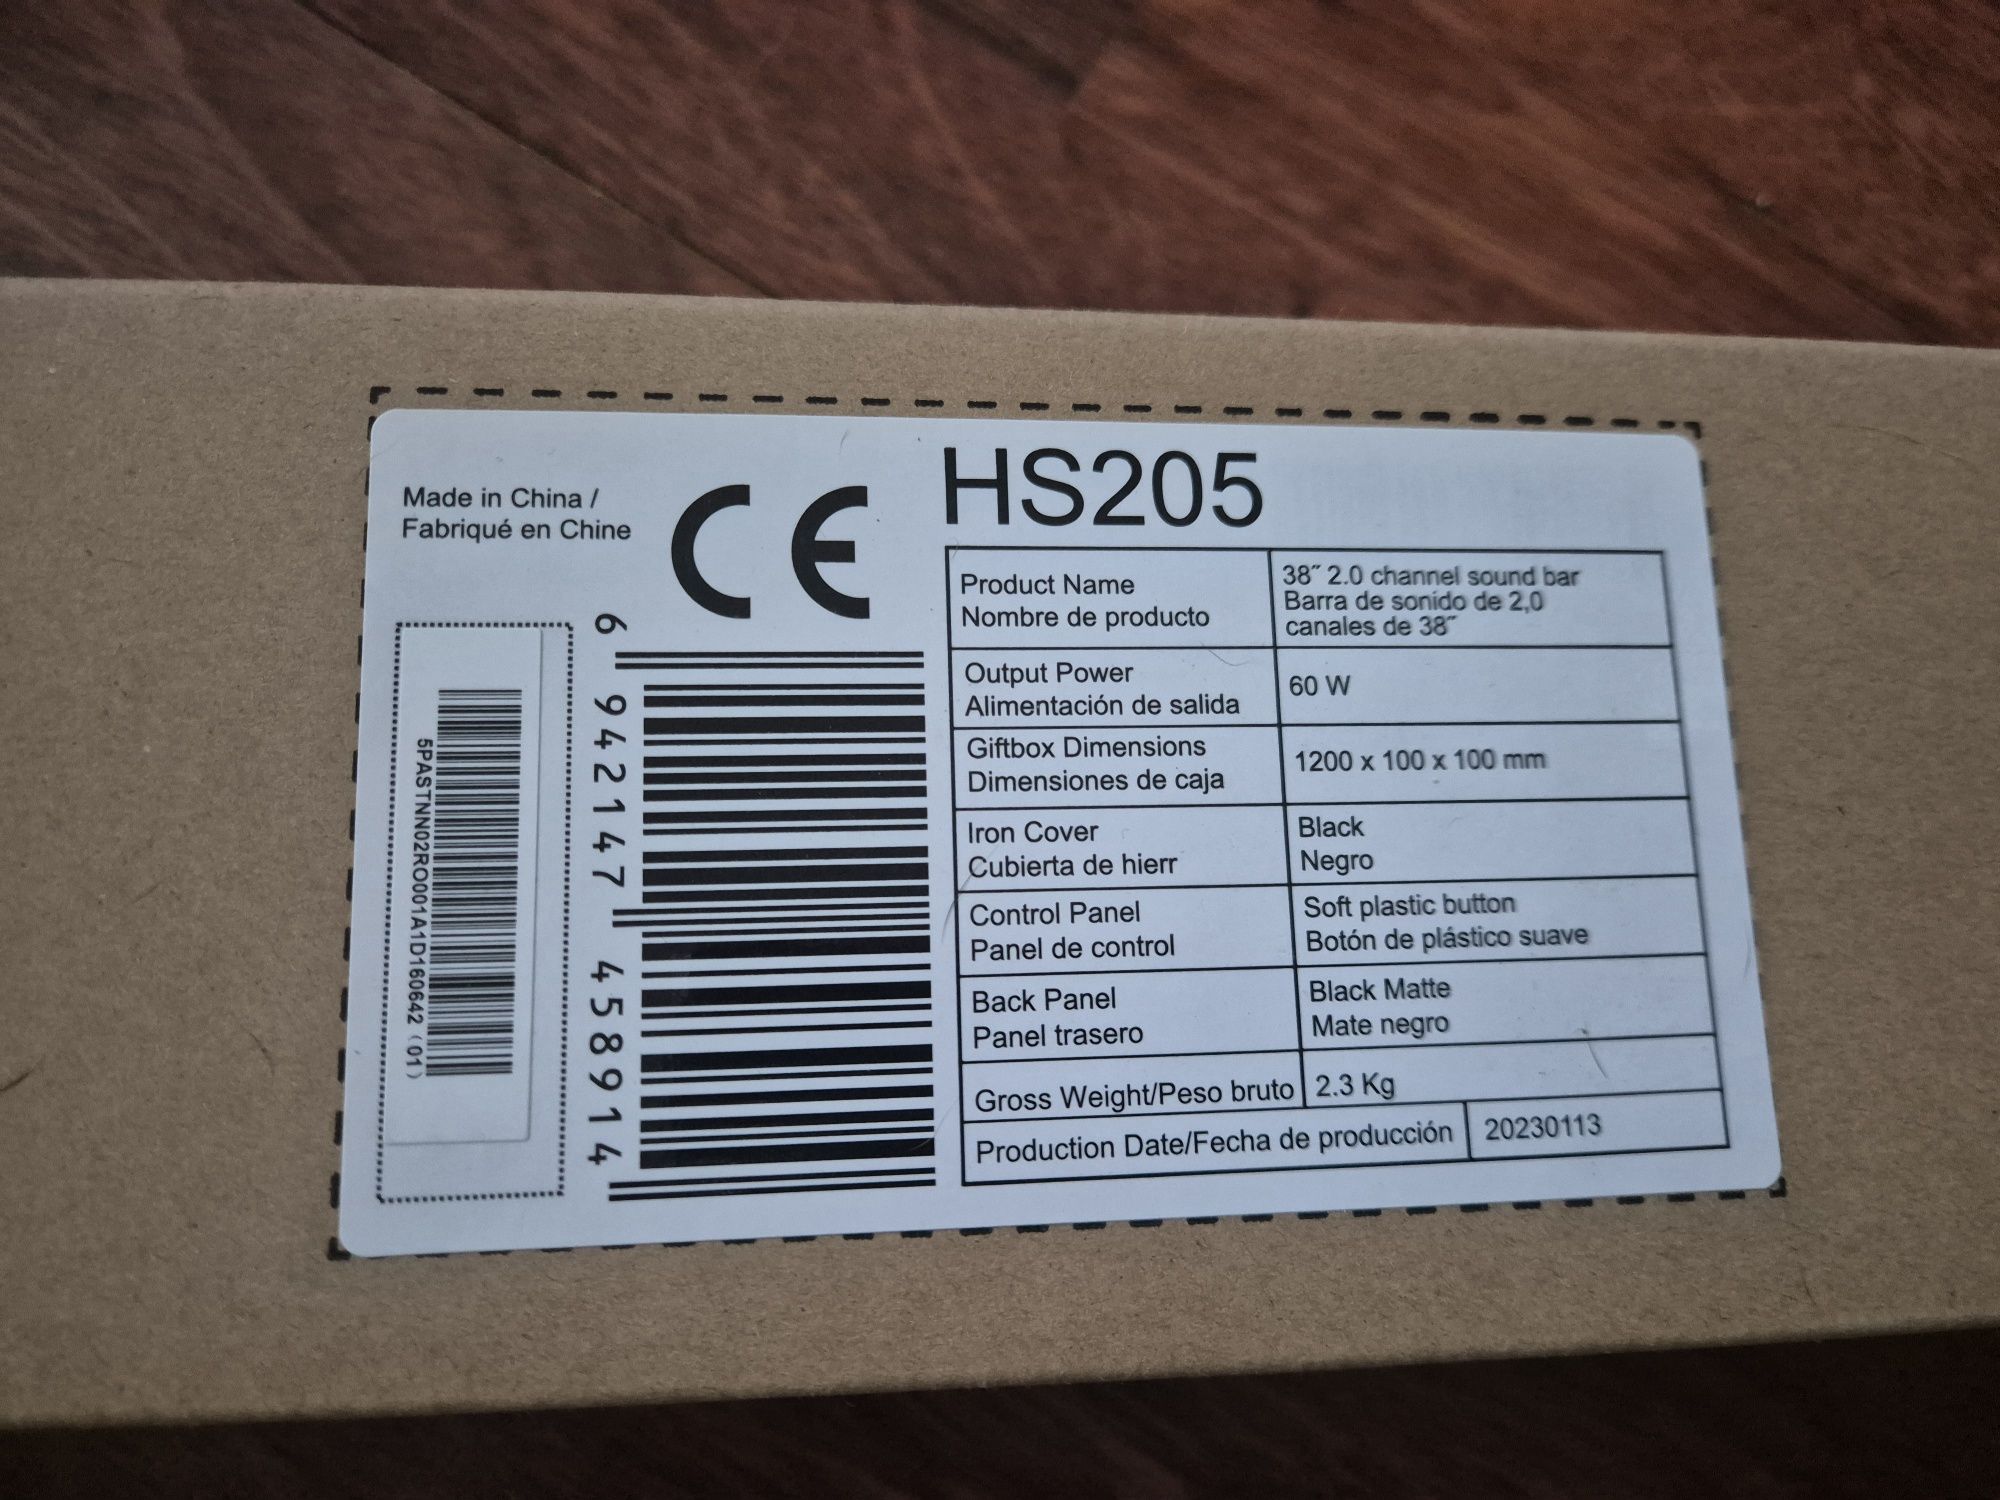 Made in China /
Fabriqué en Chine
CE
HS205
5PASTNN02RO001A1D160642 (01)
6 942147 458914
Product Name
Nombre de producto
38" 2.0 channel sound bar
Barra de sonido de 2,0
canales de 38"
Output Power
Alimentación de salida
60 W
Giftbox Dimensions
Dimensiones de caja
1200 x 100 x 100 mm
Iron Cover
Cubierta de hierr
Black
Negro
Control Panel
Panel de control
Soft plastic button
Botón de plástico suave
Back Panel
Panel trasero
Black Matte
Mate negro
Gross Weight/Peso bruto 2.3 Kg
Production Date/Fecha de producción 20230113